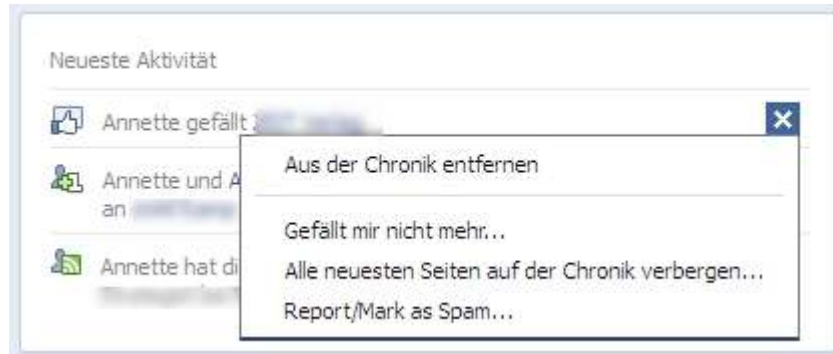 Neueste Aktivität
Annette gefällt
Aus der Chronik entfernen
Annette und A
an
Gefällt mir nicht mehr...
Alle neuesten Seiten auf der Chronik verbergen...
Annette hat di
Report/Mark as Spam...